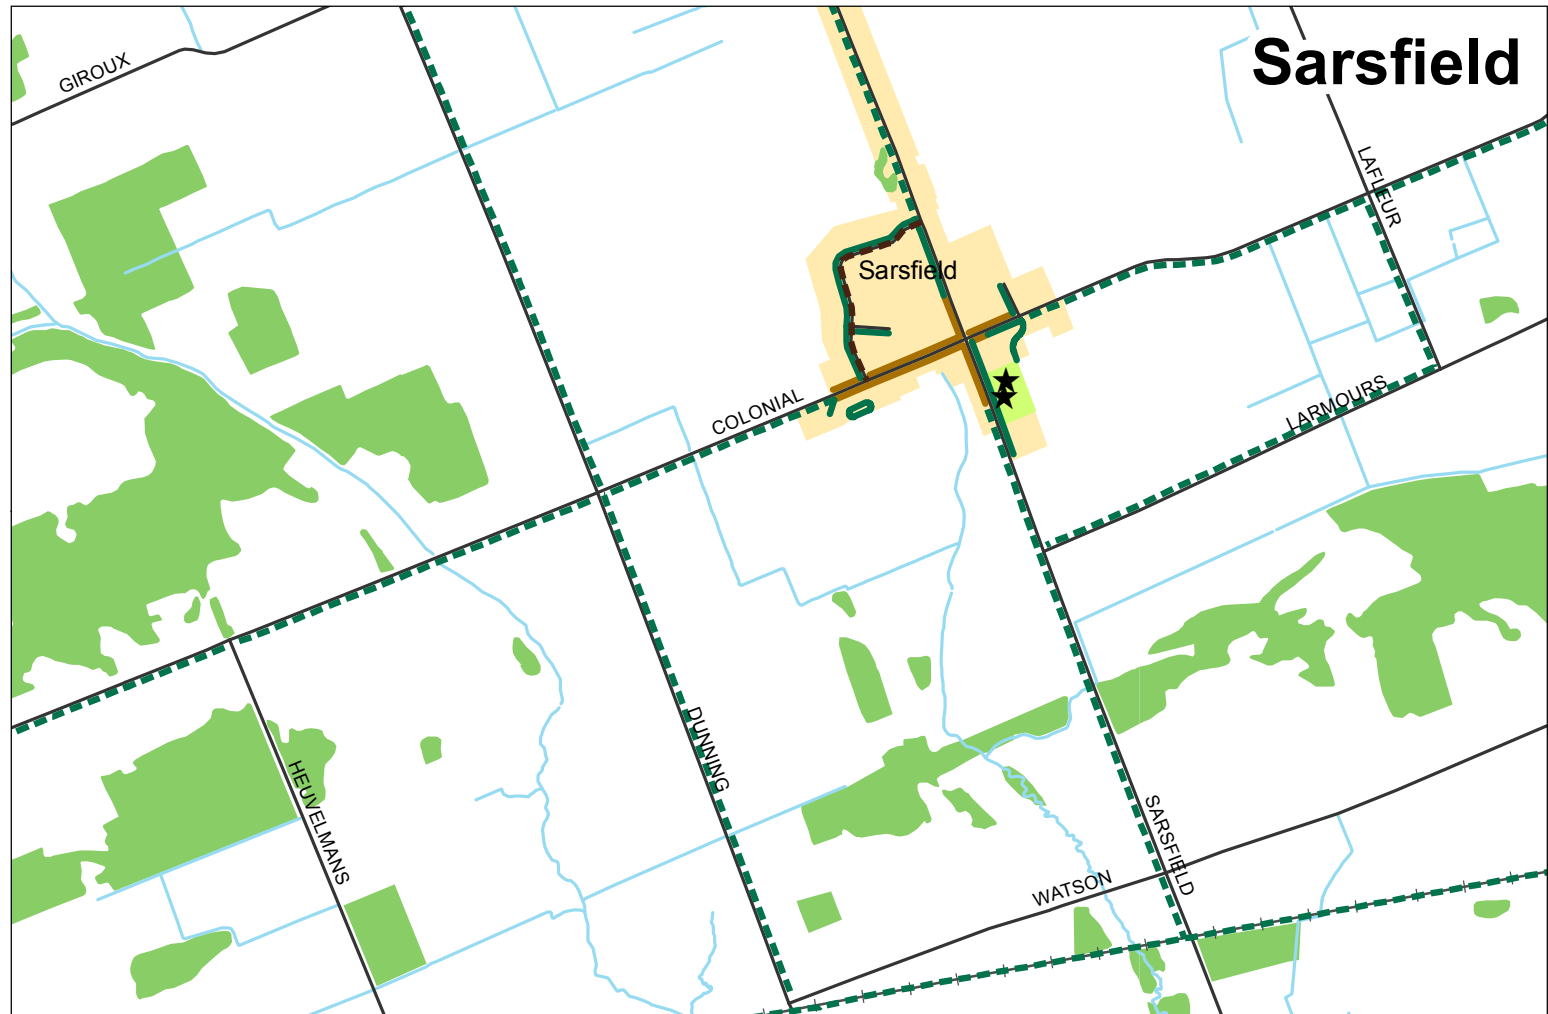 Sarsfield
GIROUX
LAFLEUR
Sarsfield
COLONIAL
LARMOURS
DUNNING
HEUVELMANS
SARSFIELD
WATSON